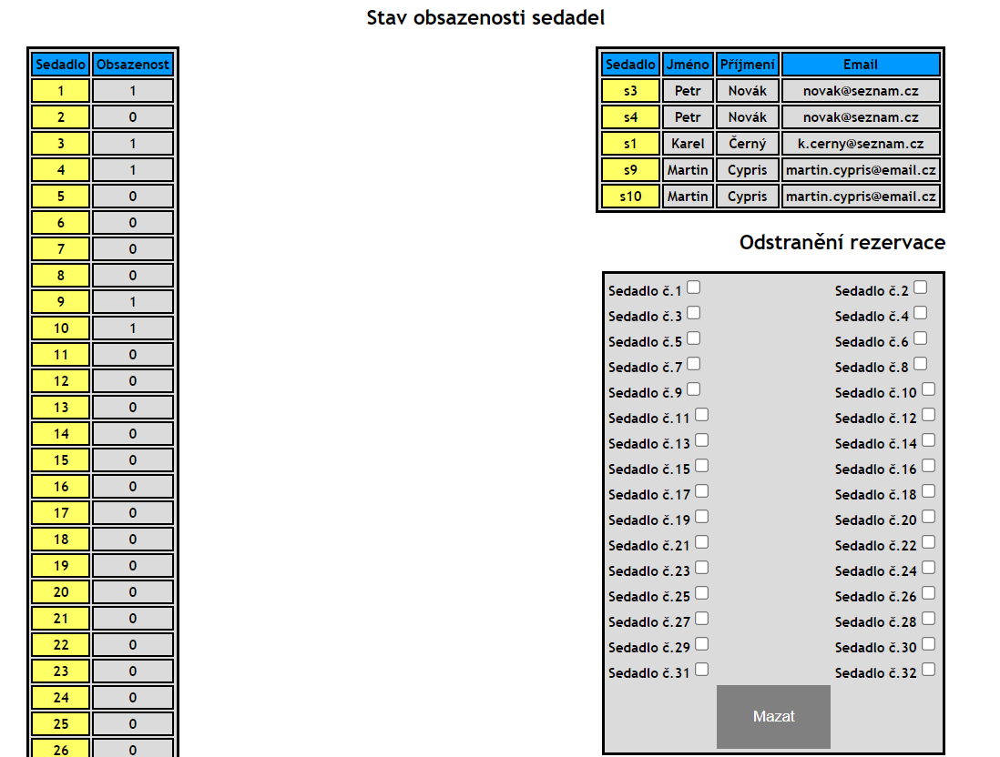 Stav obsazenosti sedadel
Sedadlo Obsazenost
1 1
2 0
3 1
4 1
5 0
6 0
7 0
8 0
9 1
10 1
11 0
12 0
13 0
14 0
15 0
16 0
17 0
18 0
19 0
20 0
21 0
22 0
23 0
24 0
25 0
26 0
Sedadlo Jméno Příjmení Email
s3 Petr Novák novak@seznam.cz
s4 Petr Novák novak@seznam.cz
s1 Karel Černý k.cerny@seznam.cz
s9 Martin Cypris martin.cypris@email.cz
s10 Martin Cypris martin.cypris@email.cz
Odstranění rezervace
Sedadlo č.1 Sedadlo č.2
Sedadlo č.3 Sedadlo č.4
Sedadlo č.5 Sedadlo č.6
Sedadlo č.7 Sedadlo č.8
Sedadlo č.9 Sedadlo č.10
Sedadlo č.11 Sedadlo č.12
Sedadlo č.13 Sedadlo č.14
Sedadlo č.15 Sedadlo č.16
Sedadlo č.17 Sedadlo č.18
Sedadlo č.19 Sedadlo č.20
Sedadlo č.21 Sedadlo č.22
Sedadlo č.23 Sedadlo č.24
Sedadlo č.25 Sedadlo č.26
Sedadlo č.27 Sedadlo č.28
Sedadlo č.29 Sedadlo č.30
Sedadlo č.31 Sedadlo č.32
Mazat